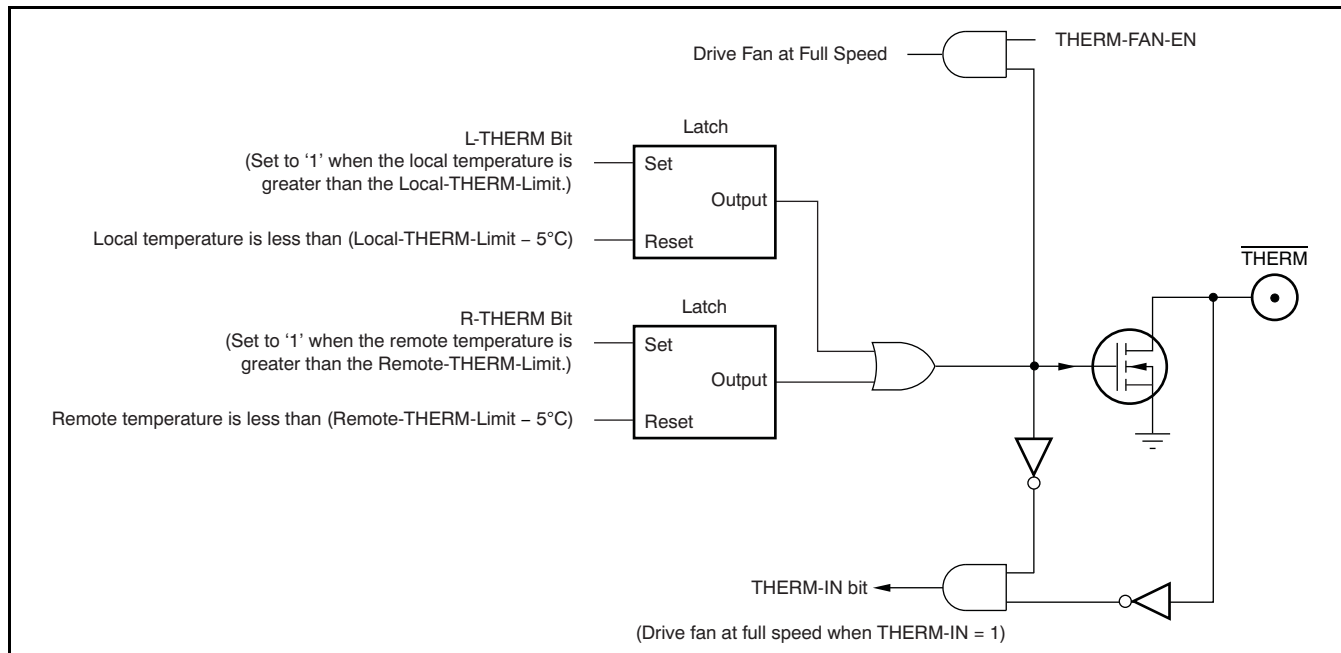 Drive Fan at Full Speed
THERM-FAN-EN
L-THERM Bit
(Set to ‘1’ when the local temperature is
greater than the Local-THERM-Limit.)
Latch
Set
Output
Local temperature is less than (Local-THERM-Limit – 5°C)
Reset
THERM
R-THERM Bit
(Set to ‘1’ when the remote temperature is
greater than the Remote-THERM-Limit.)
Latch
Set
Output
Remote temperature is less than (Remote-THERM-Limit – 5°C)
Reset
THERM-IN bit
(Drive fan at full speed when THERM-IN = 1)